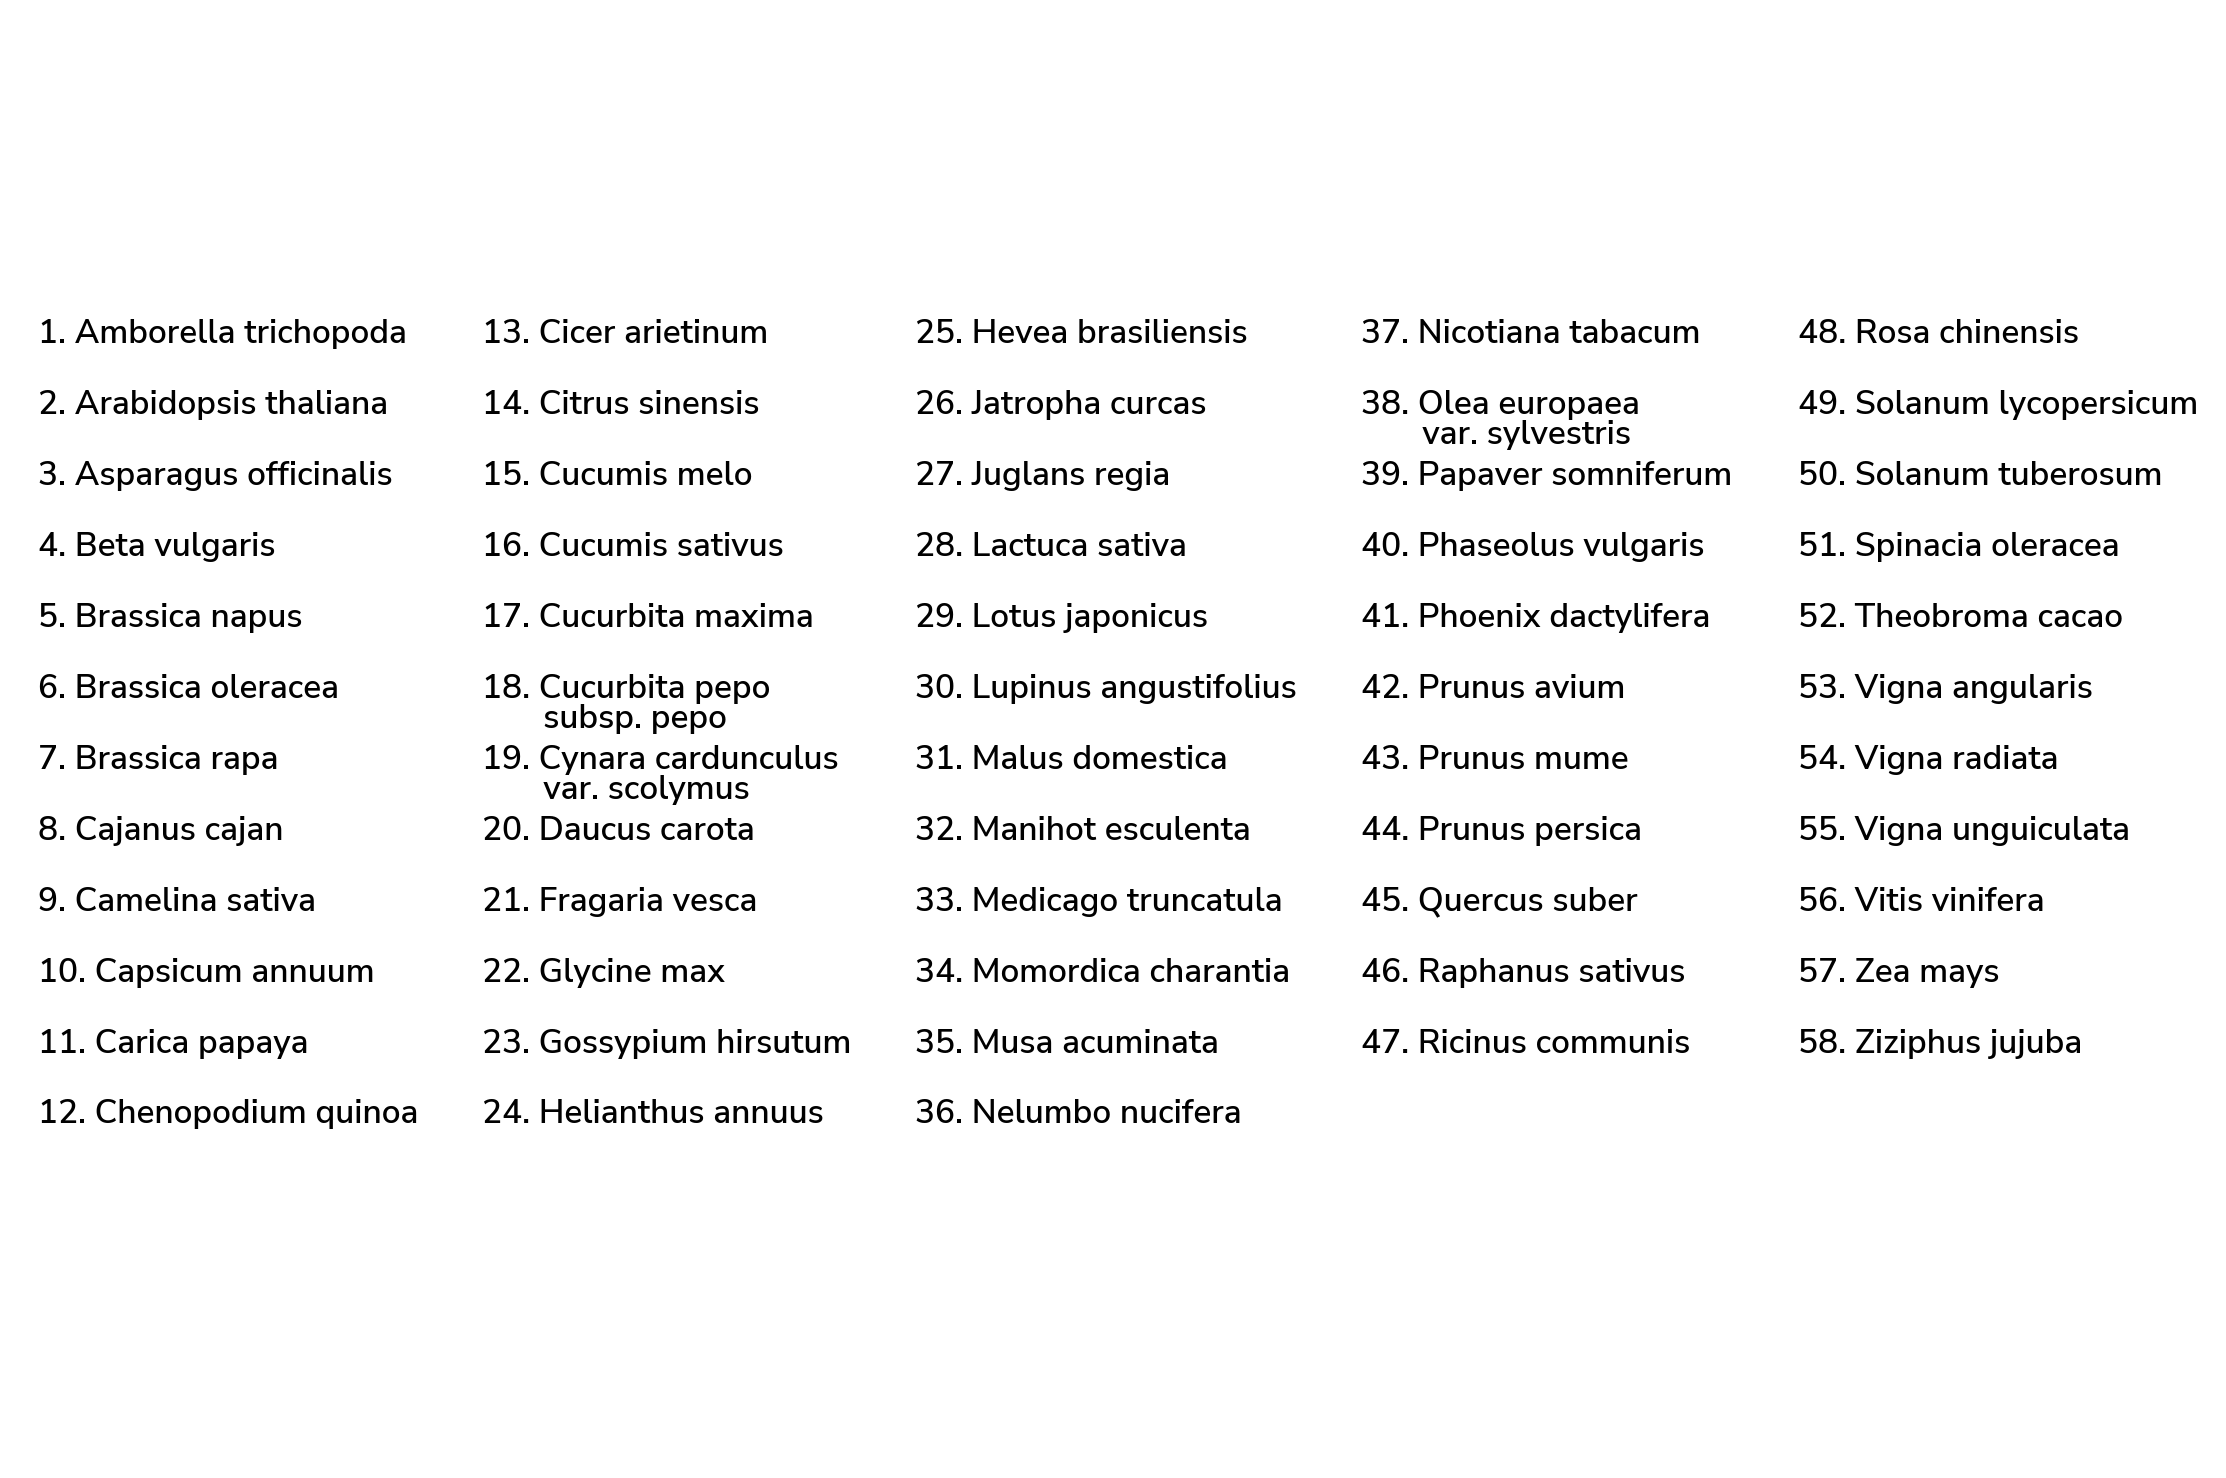 1. Amborella trichopoda
2. Arabidopsis thaliana
3. Asparagus officinalis
4. Beta vulgaris
5. Brassica napus
6. Brassica oleracea
7. Brassica rapa
8. Cajanus cajan
9. Camelina sativa
10. Capsicum annuum
11. Carica papaya
12. Chenopodium quinoa
13. Cicer arietinum
14. Citrus sinensis
15. Cucumis melo
16. Cucumis sativus
17. Cucurbita maxima
18. Cucurbita pepo
subsp. pepo
19. Cynara cardunculus
var. scolymus
20. Daucus carota
21. Fragaria vesca
22. Glycine max
23. Gossypium hirsutum
24. Helianthus annuus
25. Hevea brasiliensis
26. Jatropha curcas
27. Juglans regia
28. Lactuca sativa
29. Lotus japonicus
30. Lupinus angustifolius
31. Malus domestica
32. Manihot esculenta
33. Medicago truncatula
34. Momordica charantia
35. Musa acuminata
36. Nelumbo nucifera
37. Nicotiana tabacum
38. Olea europaea
var. sylvestris
39. Papaver somniferum
40. Phaseolus vulgaris
41. Phoenix dactylifera
42. Prunus avium
43. Prunus mume
44. Prunus persica
45. Quercus suber
46. Raphanus sativus
47. Ricinus communis
48. Rosa chinensis
49. Solanum lycopersicum
50. Solanum tuberosum
51. Spinacia oleracea
52. Theobroma cacao
53. Vigna angularis
54. Vigna radiata
55. Vigna unguiculata
56. Vitis vinifera
57. Zea mays
58. Ziziphus jujuba